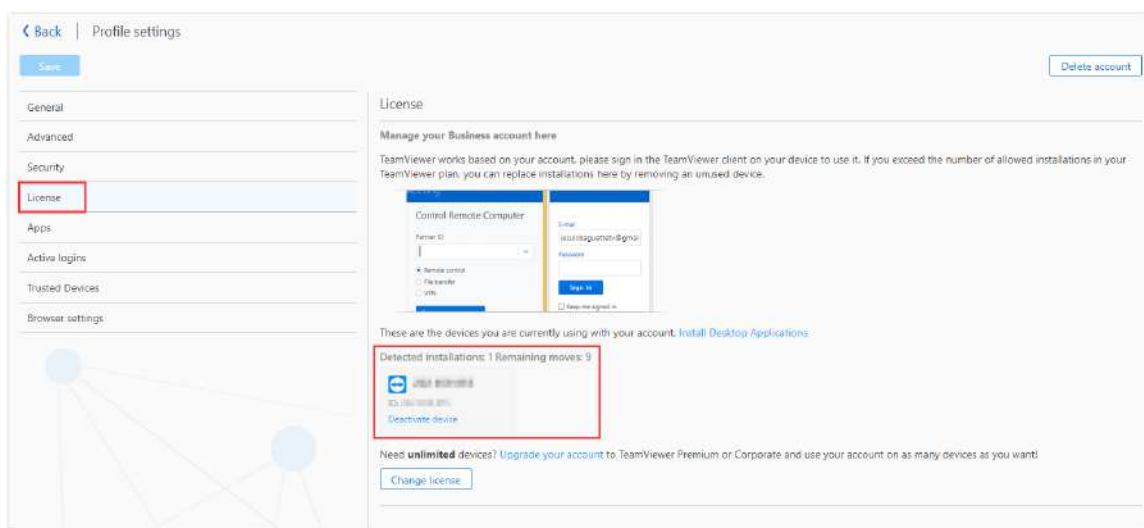 Back
Profile settings
Save
Delete account
General
Advanced
Security
License
Apps
Active logins
Trusted Devices
Browser settings
License
Manage your Business account here
TeamViewer works based on your account, please sign in the TeamViewer client on your device to use it. If you exceed the number of allowed installations in your
TeamViewer plan, you can replace installations here by removing an unused device.
Control Remote Computer
Partner ID
Remote control
File transfer
VPN
E-mail
Password
Sign In
Keep me signed in
These are the devices you are currently using with your account. Install Desktop Applications
Detected installations: 1 Remaining moves: 9
Deactivate device
Need unlimited devices? Upgrade your account to TeamViewer Premium or Corporate and use your account on as many devices as you want!
Change license